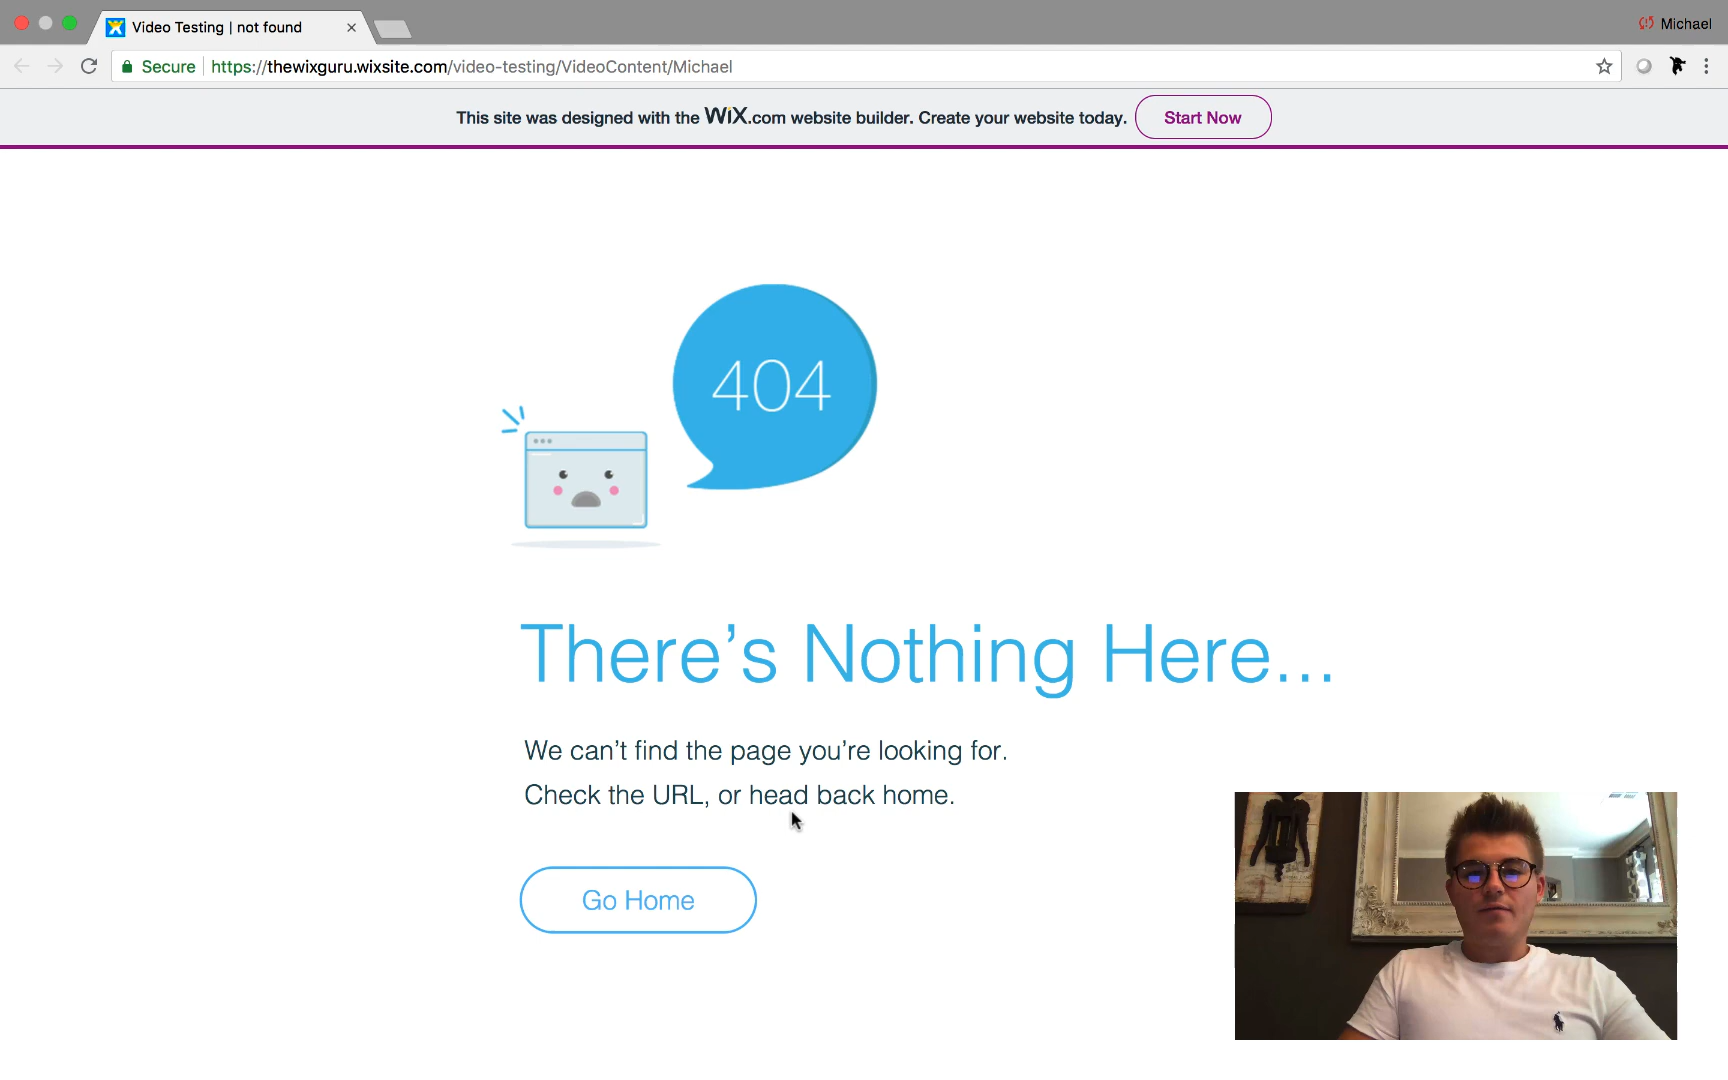 Video Testing | not found
Michael
Secure
https://thewixguru.wixsite.com/video-testing/VideoContent/Michael
This site was designed with the WiX.com website builder. Create your website today.
Start Now
404
There's Nothing Here...
We can't find the page you're looking for.
Check the URL, or head back home.
Go Home